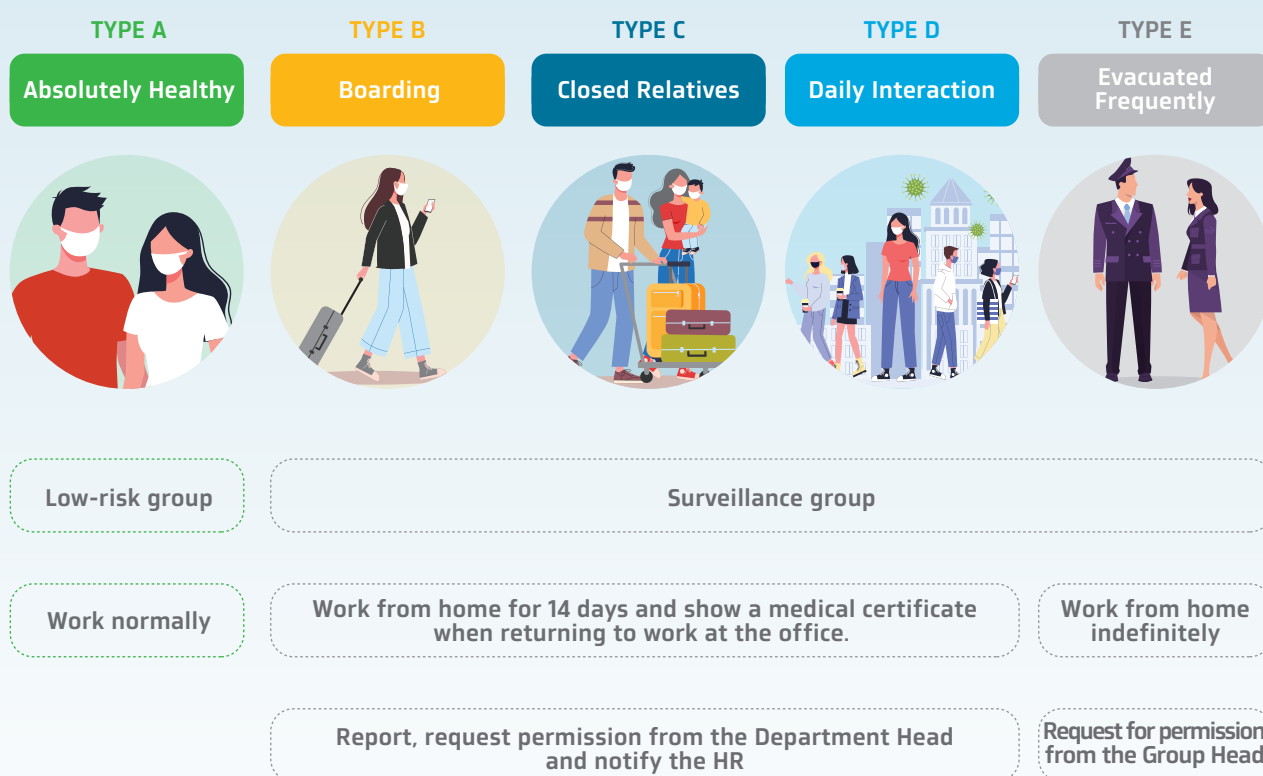 TYPE A
TYPE B
TYPE C
TYPE D
TYPE E
Absolutely Healthy
Boarding
Closed Relatives
Daily Interaction
Evacuated
Frequently
Low-risk group
Surveillance group
Work normally
Work from home for 14 days and show a medical certificate
when returning to work at the office.
Work from home
indefinitely
Report, request permission from the Department Head
and notify the HR
Request for permission
from the Group Head